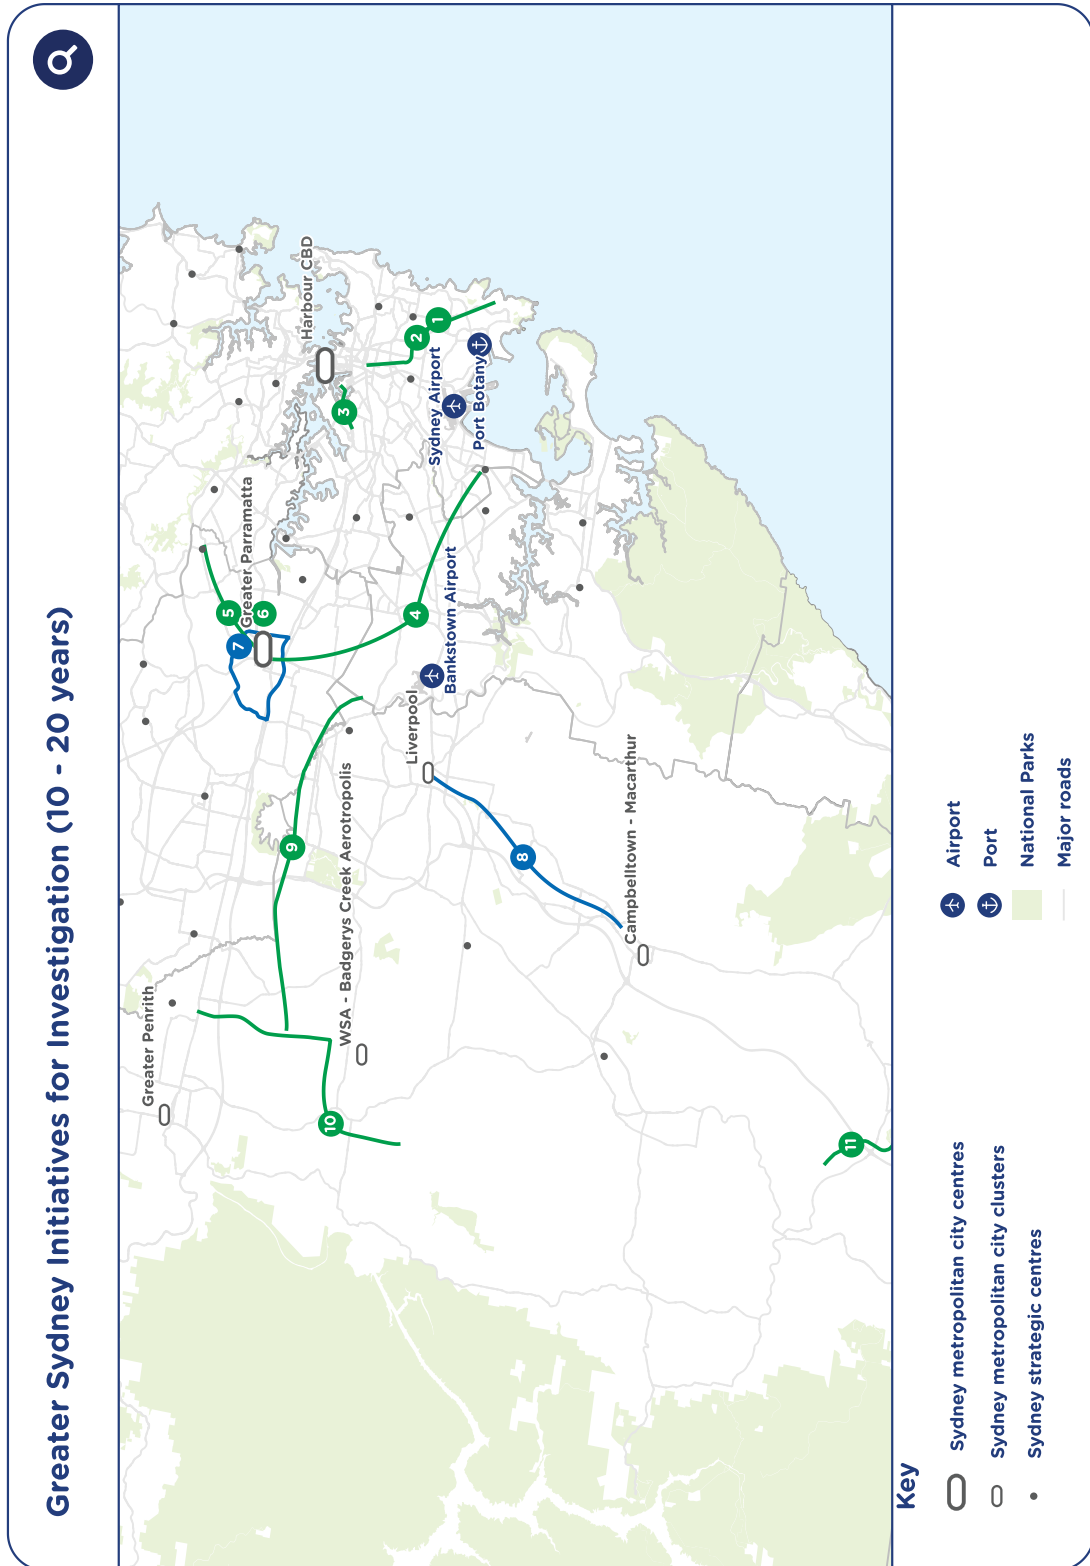 Greater Sydney Initiatives for Investigation (10 - 20 years)
Greater Penrith
WSA - Badgerys Creek Aerotropolis
Greater Parramatta
Harbour CBD
Liverpool
Bankstown Airport
Sydney Airport
Port Botany
Campbelltown - Macarthur
1
2
3
4
5
6
7
8
9
10
11
Key
Sydney metropolitan city centres
Sydney metropolitan city clusters
Sydney strategic centres
Airport
Port
National Parks
Major roads